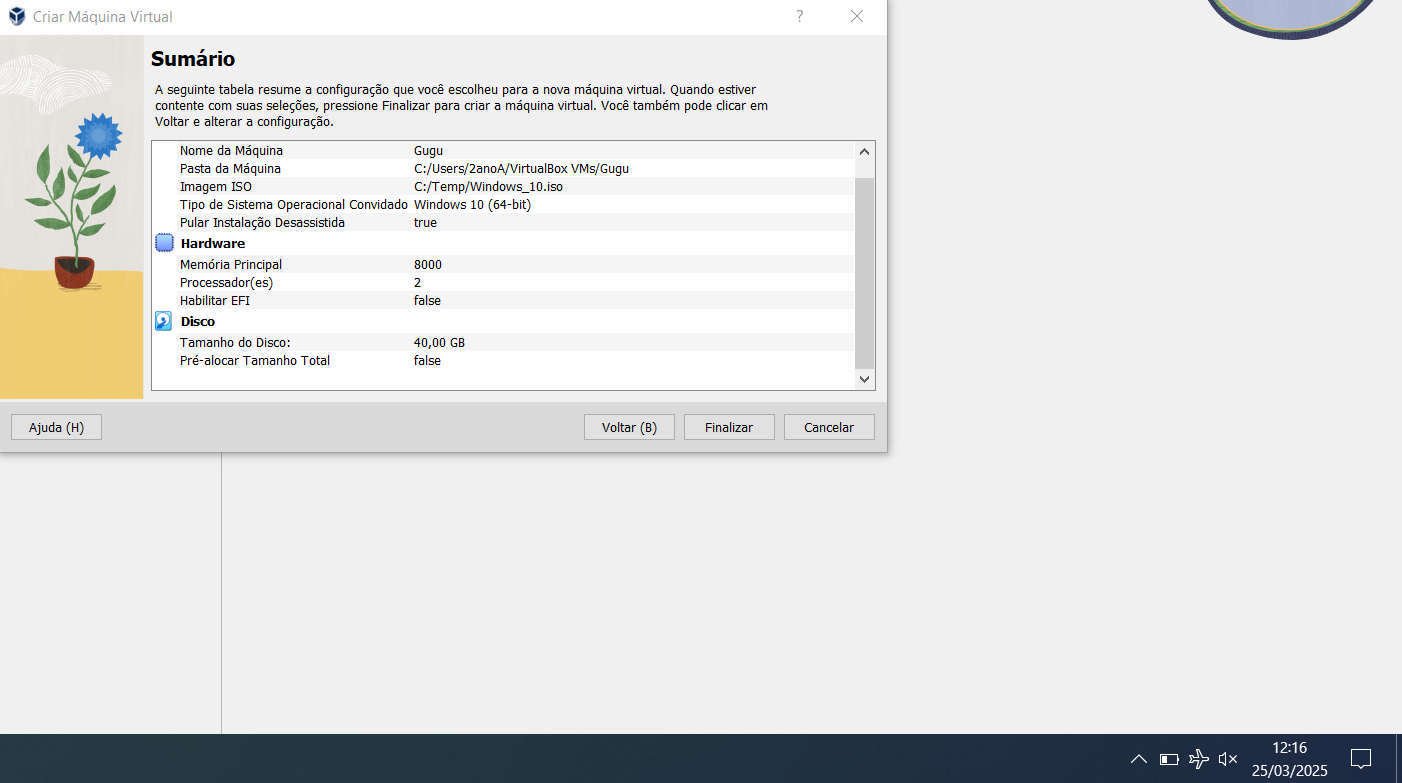 Criar Máquina Virtual
?
Sumário
A seguinte tabela resume a configuração que você escolheu para a nova máquina virtual. Quando estiver
contente com suas seleções, pressione Finalizar para criar a máquina virtual. Você também pode clicar em
Voltar e alterar a configuração.
Nome da Máquina Gugu
Pasta da Máquina C:/Users/2anoA/VirtualBox VMs/Gugu
Imagem ISO C:/Temp/Windows_10.iso
Tipo de Sistema Operacional Convidado Windows 10 (64-bit)
Pular Instalação Desassistida true
Hardware
Memória Principal 8000
Processador(es) 2
Habilitar EFI false
Disco
Tamanho do Disco: 40,00 GB
Pré-alocar Tamanho Total false
Ajuda (H) Voltar (B) Finalizar Cancelar
12:16
25/03/2025